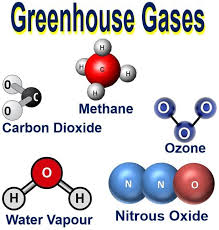 Greenhouse Gases
H
H
C
H
H
Methane
O
C
O
Carbon Dioxide
O
O
O
Ozone
O
H
H
Water Vapour
N
N
O
Nitrous Oxide